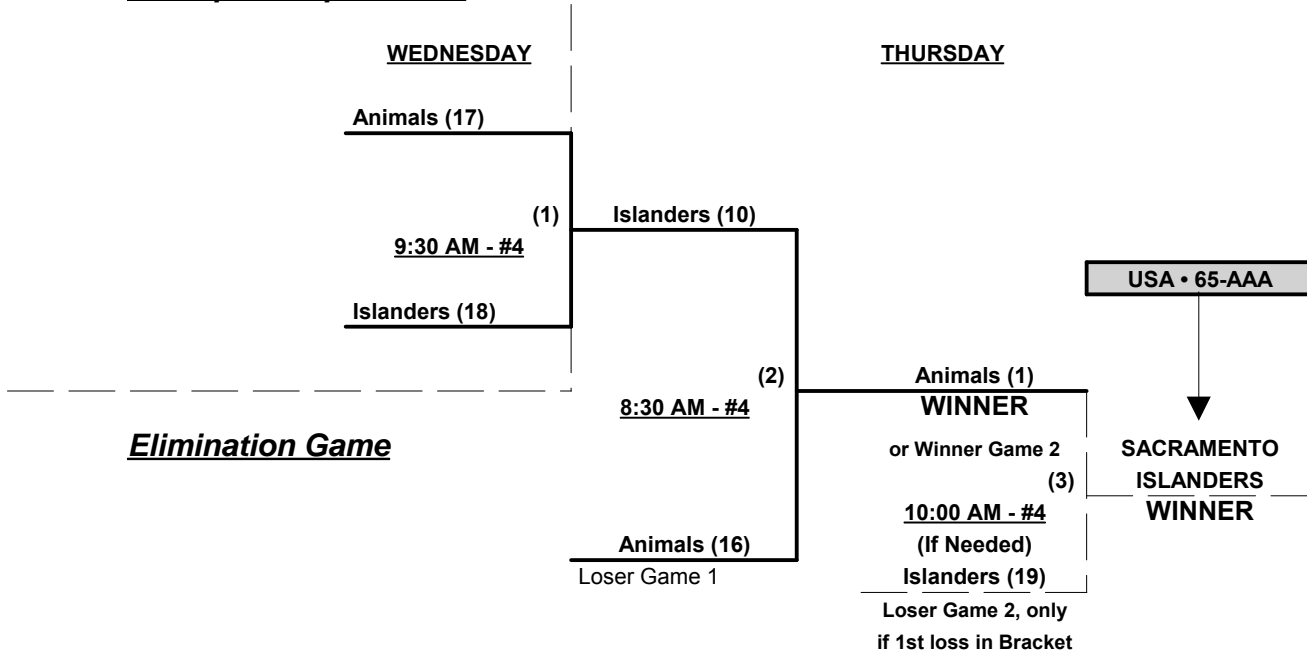 WEDNESDAY
THURSDAY
Animals (17)
(1)
Islanders (10)
9:30 AM - #4
USA • 65-AAA
Islanders (18)
(2)
Animals (1)
8:30 AM - #4
WINNER
Elimination Game
or Winner Game 2
SACRAMENTO
(3)
ISLANDERS
10:00 AM - #4
WINNER
Animals (16)
(If Needed)
Loser Game 1
Islanders (19)
Loser Game 2, only
if 1st loss in Bracket